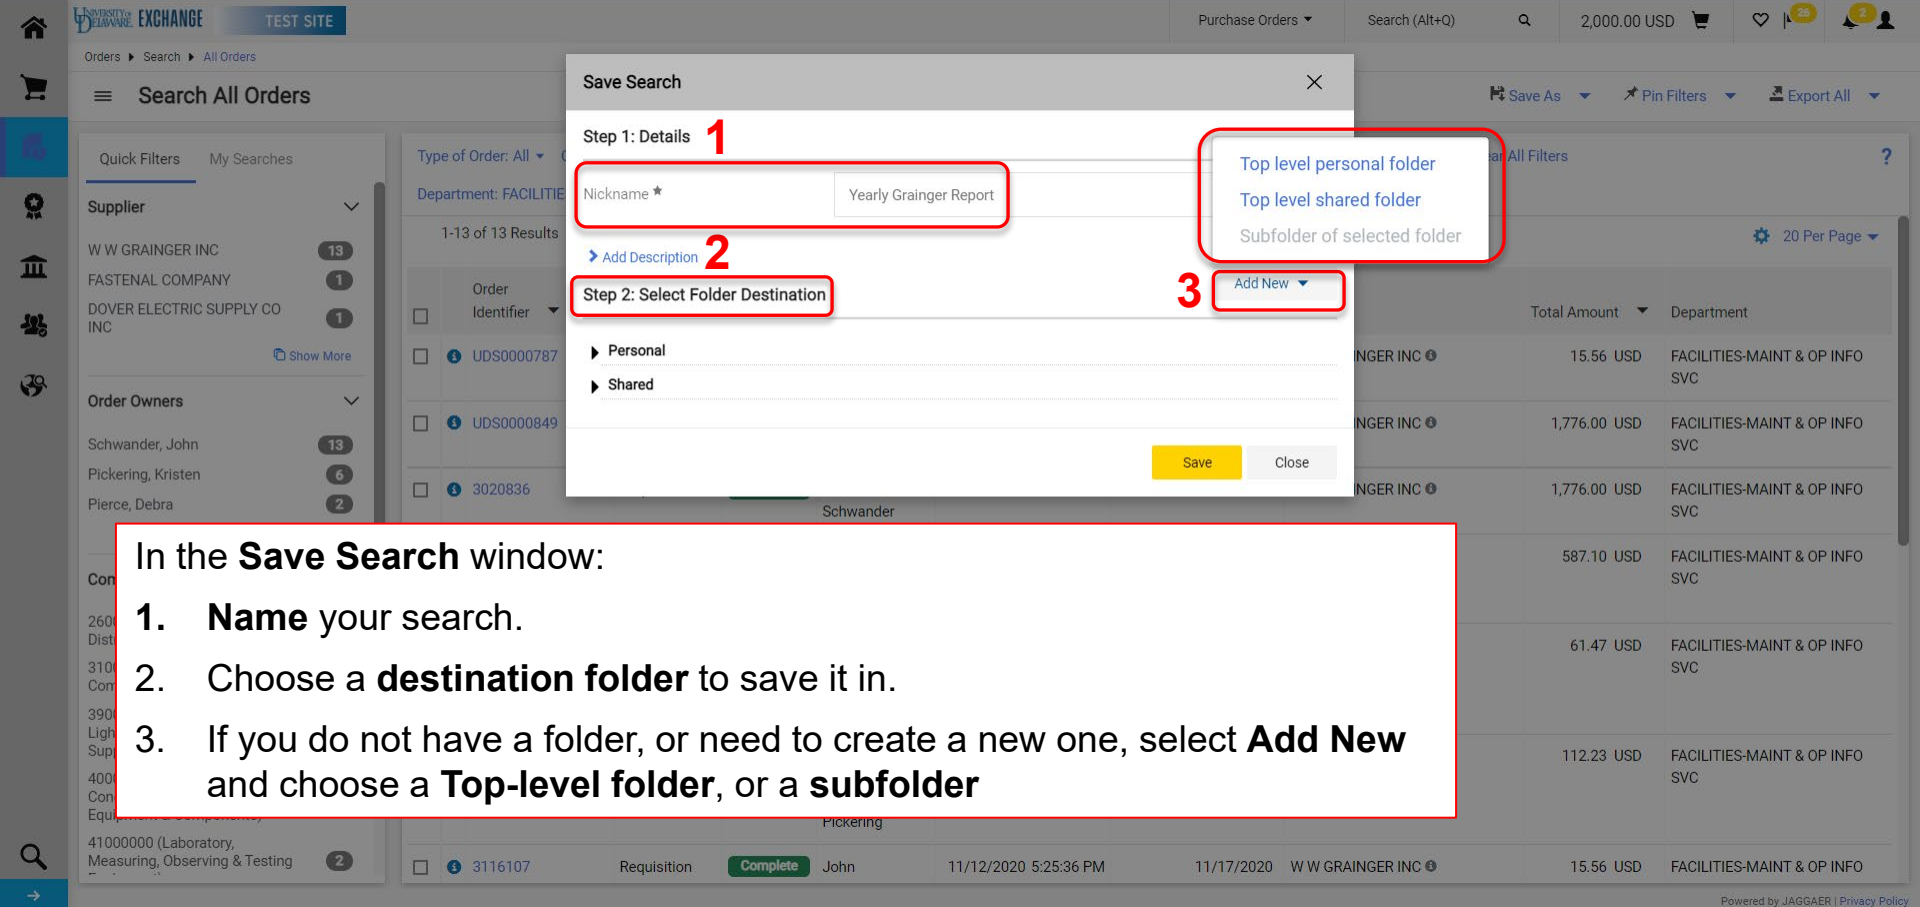 UNIVERSITY OF DELAWARE EXCHANGE TEST SITE
Purchase Orders Search (Alt+Q) 2,000.00 USD 26 2
Orders Search All Orders
Search All Orders
Save As Pin Filters Export All
Quick Filters My Searches
Supplier
W W GRAINGER INC 13
FASTENAL COMPANY 1
DOVER ELECTRIC SUPPLY CO
INC 1
Show More
Order Owners
Schwander, John 13
Pickering, Kristen 6
Pierce, Debra 2
41000000 (Laboratory,
Measuring, Observing & Testing 2
Type of Order: All
All Filters ?
Department:
1-13 of 13 Results
20 Per Page
Order
Identifier
Total Amount Department
UDS0000787 INC 15.56 USD FACILITIES-MAINT & OP INFO
SVC
UDS0000849 INC 1,776.00 USD FACILITIES-MAINT & OP INFO
SVC
3020836 INC 1,776.00 USD FACILITIES-MAINT & OP INFO
Schwander SVC
587.10 USD FACILITIES-MAINT & OP INFO
SVC
61.47 USD FACILITIES-MAINT & OP INFO
SVC
112.23 USD FACILITIES-MAINT & OP INFO
SVC
Pickering
3116107 Requisition Complete John 11/12/2020 5:25:36 PM 11/17/2020 W W GRAINGER INC 15.56 USD FACILITIES-MAINT & OP INFO
Save Search
Step 1: Details 1
Nickname ★ Yearly Grainger Report
Add Description 2
Step 2: Select Folder Destination
3 Add New
Top level personal folder
Top level shared folder
Subfolder of selected folder
Personal
Shared
Save Close
In the Save Search window:
1. Name your search.
2. Choose a destination folder to save it in.
3. If you do not have a folder, or need to create a new one, select Add New
and choose a Top-level folder, or a subfolder
Powered by JAGGAER | Privacy Policy